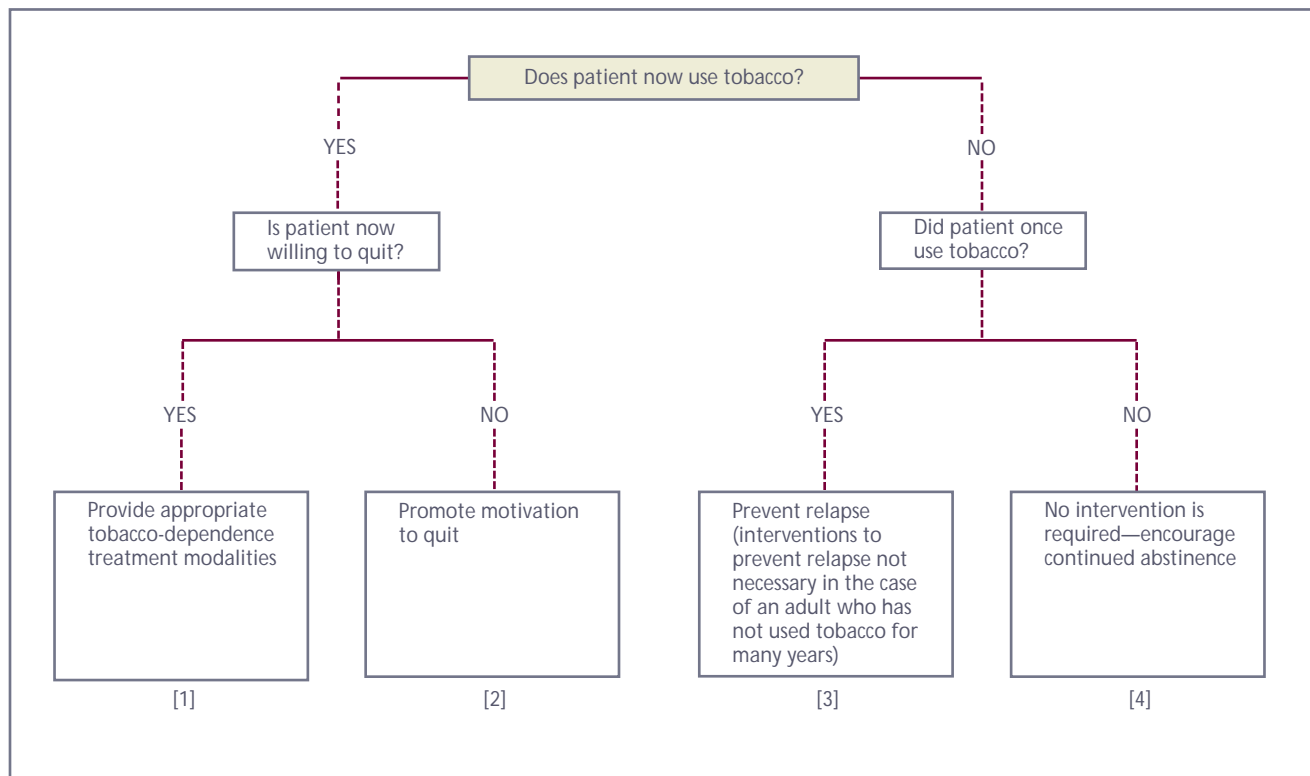 Does patient now use tobacco?
YES
NO
Is patient now
willing to quit?
Did patient once
use tobacco?
YES
NO
YES
NO
Provide appropriate
tobacco-dependence
treatment modalities
Promote motivation
to quit
Prevent relapse
(interventions to
prevent relapse not
necessary in the case
of an adult who has
not used tobacco for
many years)
No intervention is
required—encourage
continued abstinence
[1]
[2]
[3]
[4]